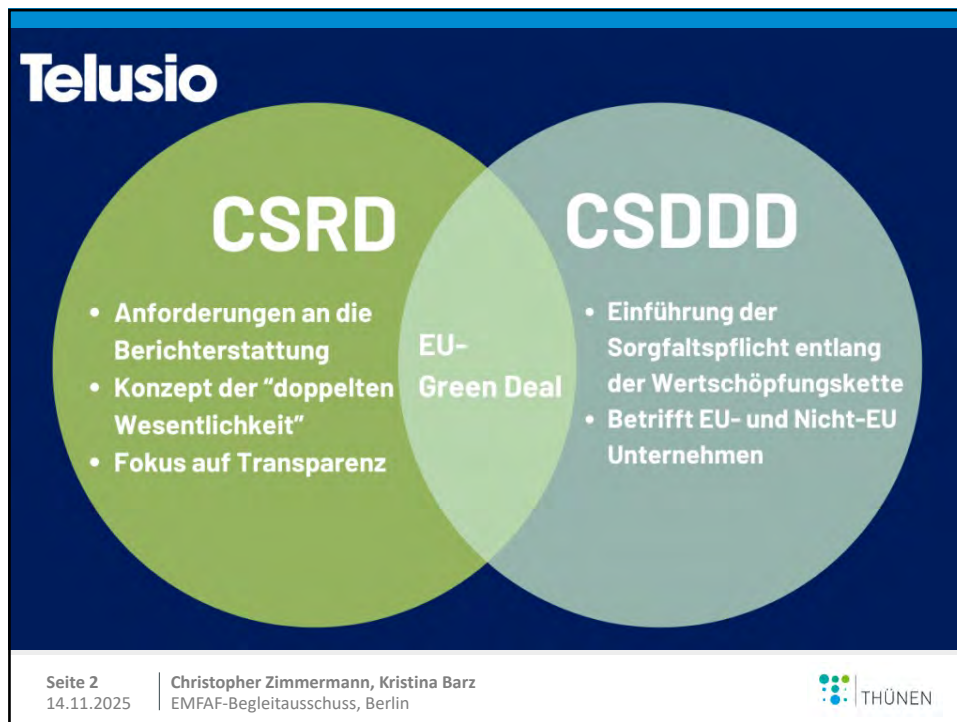 Telusio
CSRD
• Anforderungen an die
Berichterstattung
• Konzept der “doppelten
Wesentlichkeit”
• Fokus auf Transparenz
EU-
Green Deal
CSDDD
• Einführung der
Sorgfaltspflicht entlang
der Wertschöpfungskette
• Betrifft EU- und Nicht-EU
Unternehmen
Seite 2
14.11.2025
Christopher Zimmermann, Kristina Barz
EMFAF-Begleitausschuss, Berlin
THÜNEN